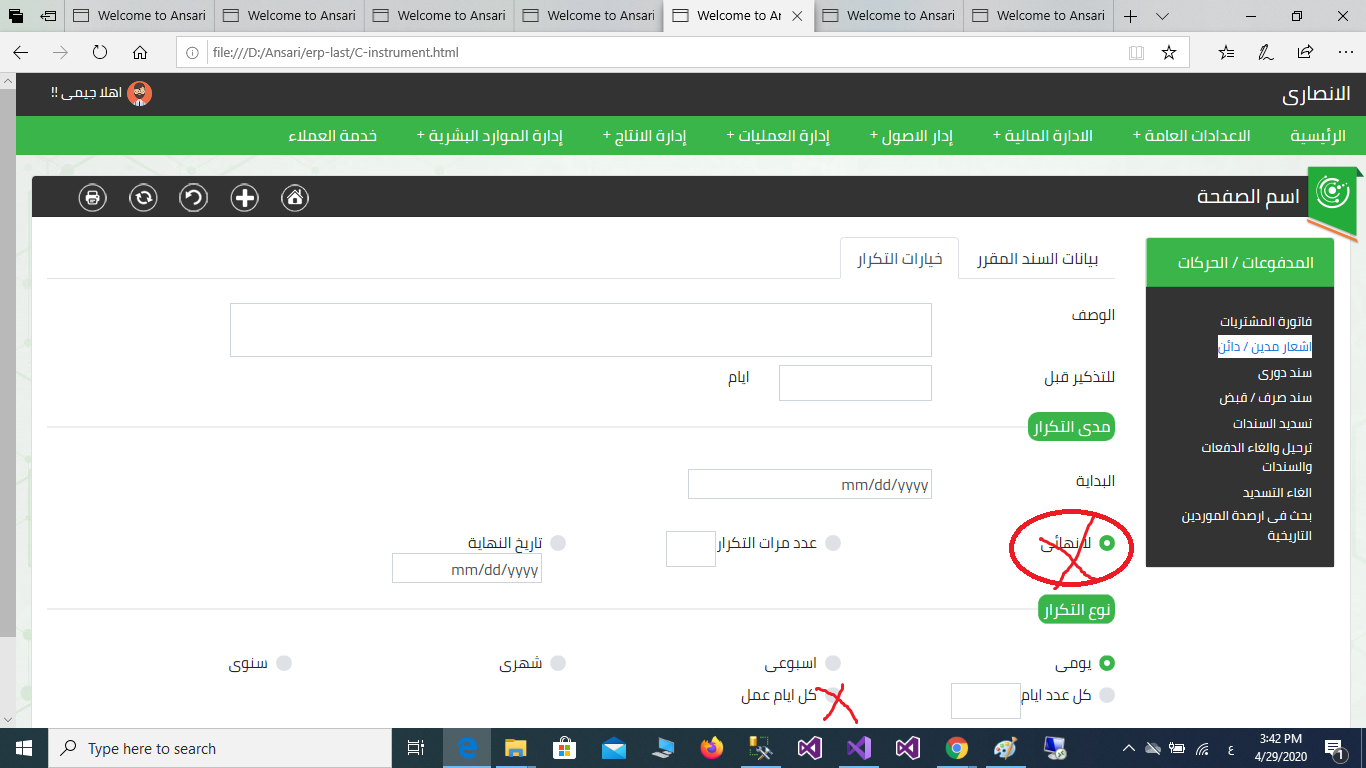 Welcome to Ansari
Welcome to Ansari
Welcome to Ansari
Welcome to Ansari
Welcome to Ar
Welcome to Ansari
Welcome to Ansari
file:///D:/Ansari/erp-last/C-instrument.html
الانصارى
اهلا جيمى !!
الرئيسية
الاعدادات العامة +
الادارة المالية +
إدار الاصول +
إدارة العمليات +
إدارة الانتاج +
إدارة الموارد البشرية +
خدمة العملاء
اسم الصفحة
المدفوعات / الحركات
فاتورة المشتريات
اشعار مدين / دائن
سند دورى
سند صرف / قبض
تسديد السندات
ترحيل والغاء الدفعات
والسندات
الغاء التسديد
بحث فى ارصدة الموردين
التاريخية
بيانات السند المقرر
خيارات التكرار
الوصف
للتذكير قبل
ايام
مدى التكرار
البداية
mm/dd/yyyy
لا نهائى
عدد مرات التكرار
تاريخ النهاية
mm/dd/yyyy
نوع التكرار
يومى
اسبوعى
شهرى
سنوى
كل عدد ايام
كل ايام عمل
Type here to search
ع
3:42 PM
4/29/2020
1